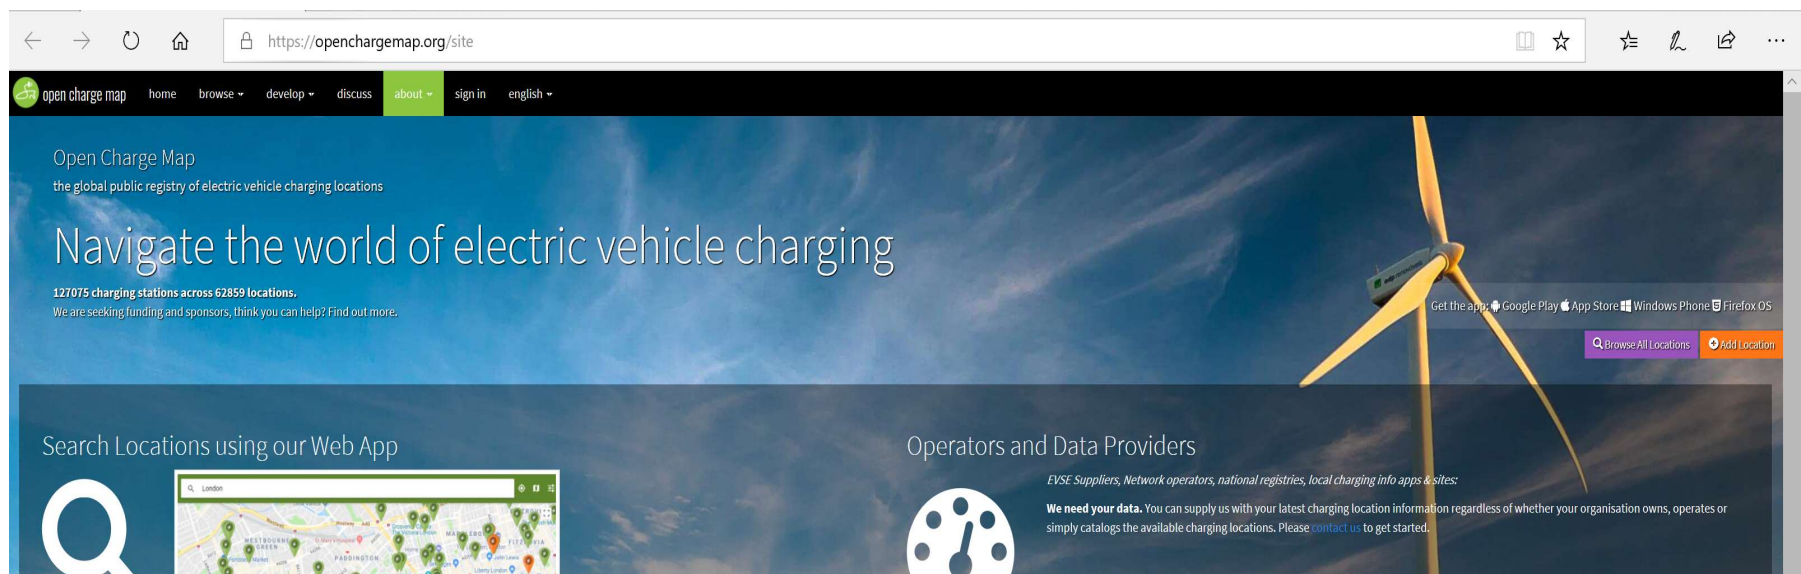 https://openchargemap.org/site
open charge map home browse develop discuss about sign in english
Open Charge Map
the global public registry of electric vehicle charging locations
Navigate the world of electric vehicle charging
127075 charging stations across 62859 locations.
We are seeking funding and sponsors, think you can help? Find out more.
Get the app: Google Play App Store Windows Phone Firefox OS
Browse All Locations Add Location
Search Locations using our Web App
London
WESTBOURNE
GREEN
PADDINGTON
Operators and Data Providers
EVSE Suppliers, Network operators, national registries, local charging info apps & sites:
We need your data. You can supply us with your latest charging location information regardless of whether your organisation owns, operates or
simply catalogs the available charging locations. Please contact us to get started.